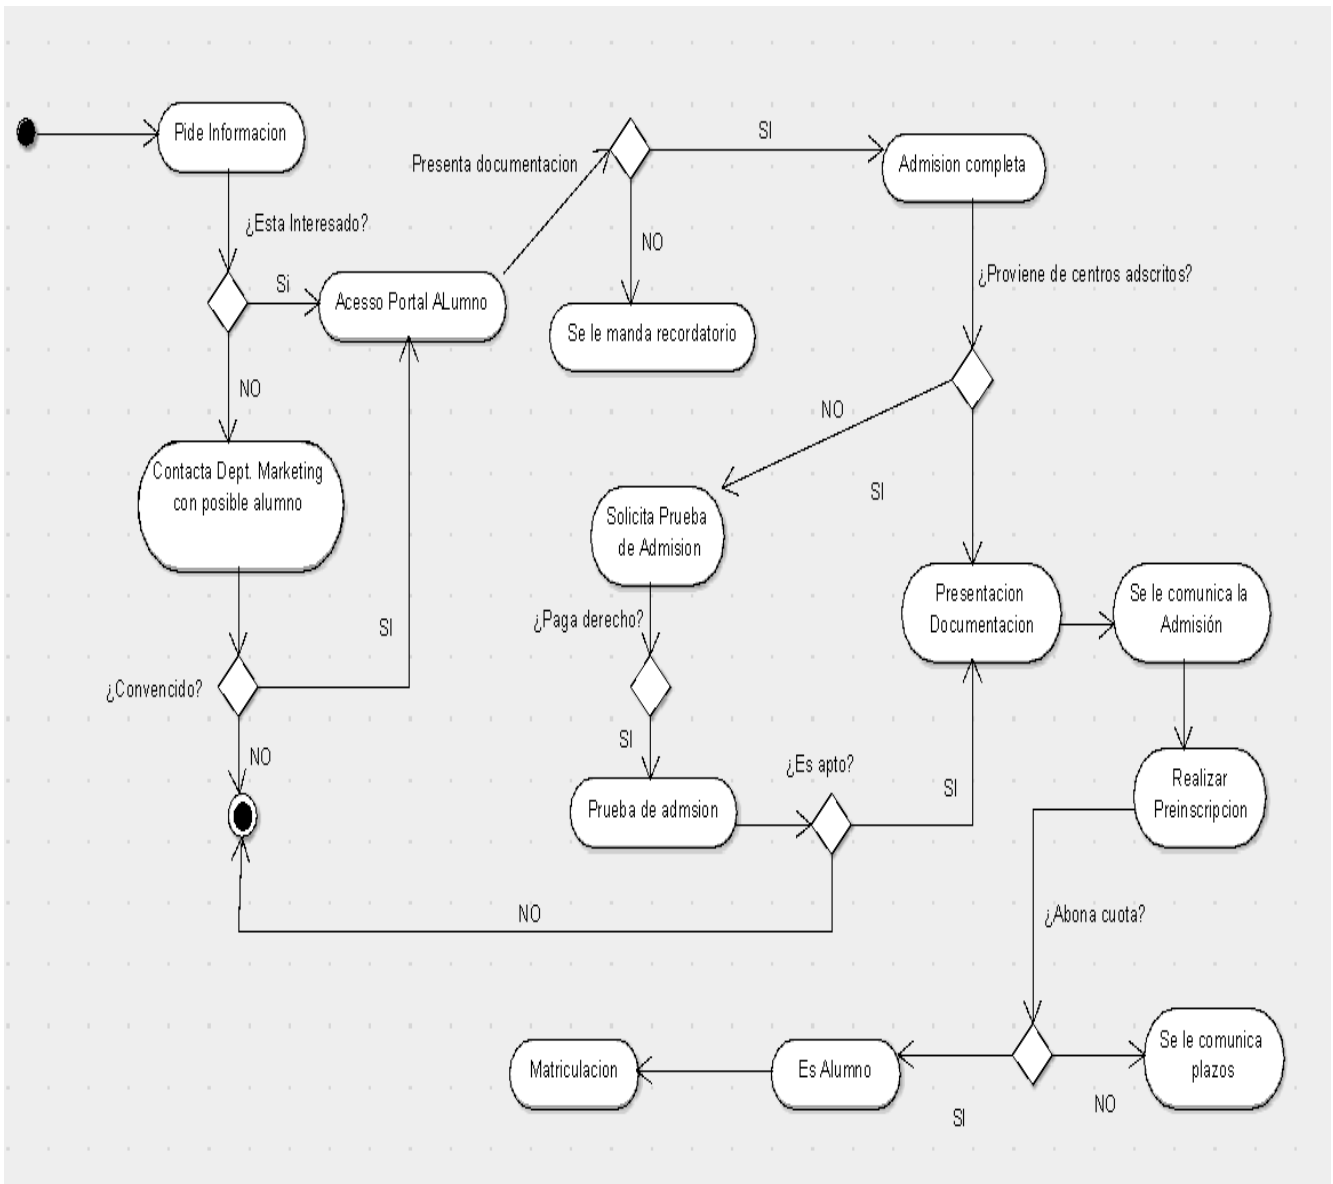 Pide Informacion
¿Esta Interesado?
Si
NO
Acesso Portal ALumno
Contacta Dept. Marketing
con posible alumno
¿Convencido?
SI
NO
Presenta documentacion
SI
NO
Se le manda recordatorio
Admision completa
¿Proviene de centros adscritos?
NO
SI
Solicita Prueba
de Admision
¿Paga derecho?
SI
Prueba de admsion
¿Es apto?
SI
NO
Presentacion
Documentacion
Se le comunica la
Admisión
Realizar
Preinscripcion
¿Abona cuota?
SI
NO
Se le comunica
plazos
Es Alumno
Matriculacion